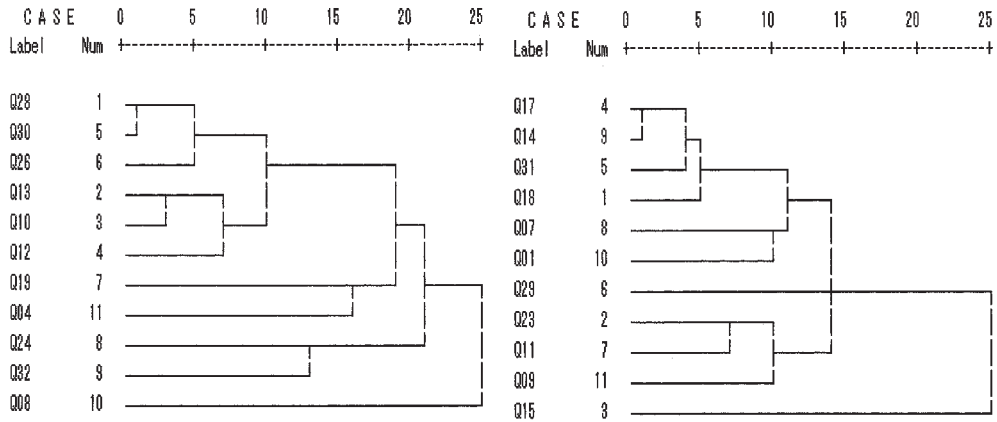 C A S E 0 5 10 15 20 25
Label Num
Q28 1
Q30 5
Q26 6
Q13 2
Q10 3
Q12 4
Q19 7
Q04 11
Q24 8
Q32 9
Q08 10
C A S E 0 5 10 15 20 25
Label Num
Q17 4
Q14 9
Q31 5
Q18 1
Q07 8
Q01 10
Q29 6
Q23 2
Q11 7
Q09 11
Q15 3